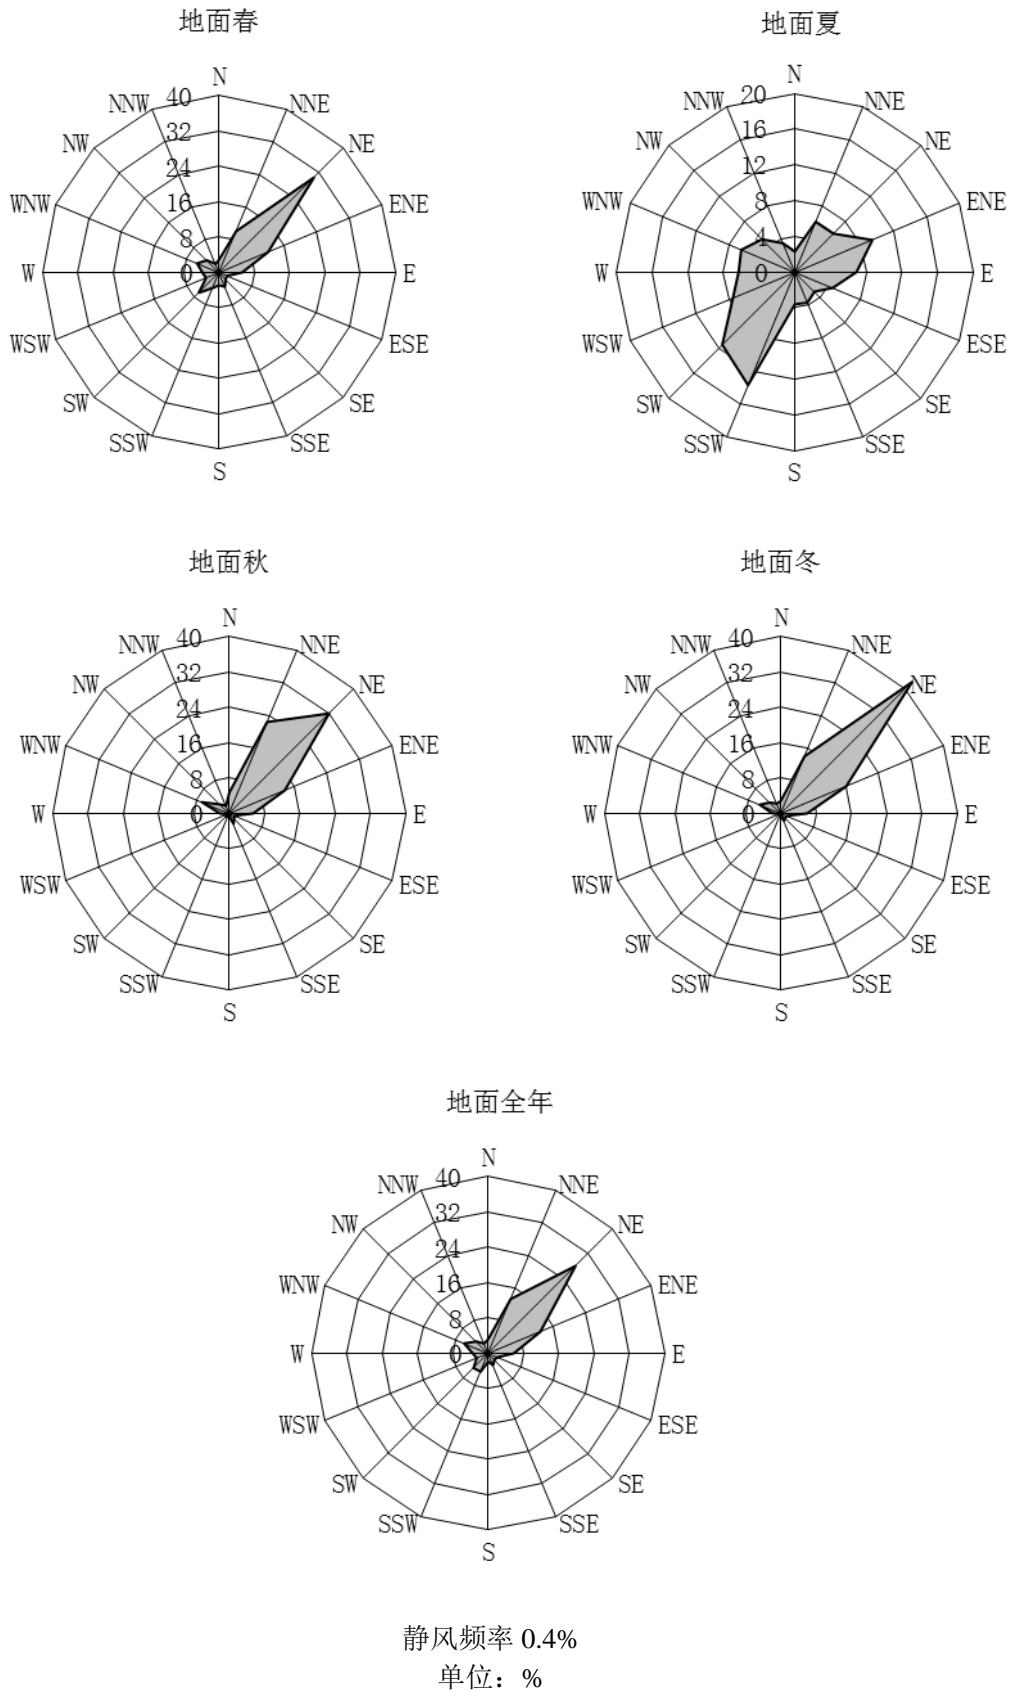 地面春
N
NNE
NE
ENE
E
ESE
SE
SSE
S
SSW
SW
WSW
W
WNW
NW
NNW
40
32
24
16
8
0
地面夏
N
NNE
NE
ENE
E
ESE
SE
SSE
S
SSW
SW
WSW
W
WNW
NW
NNW
20
16
12
8
4
0
地面秋
N
NNE
NE
ENE
E
ESE
SE
SSE
S
SSW
SW
WSW
W
WNW
NW
NNW
40
32
24
16
8
0
地面冬
N
NNE
NE
ENE
E
ESE
SE
SSE
S
SSW
SW
WSW
W
WNW
NW
NNW
40
32
24
16
8
0
地面全年
N
NNE
NE
ENE
E
ESE
SE
SSE
S
SSW
SW
WSW
W
WNW
NW
NNW
40
32
24
16
8
0
静风频率 0.4%
单位：%